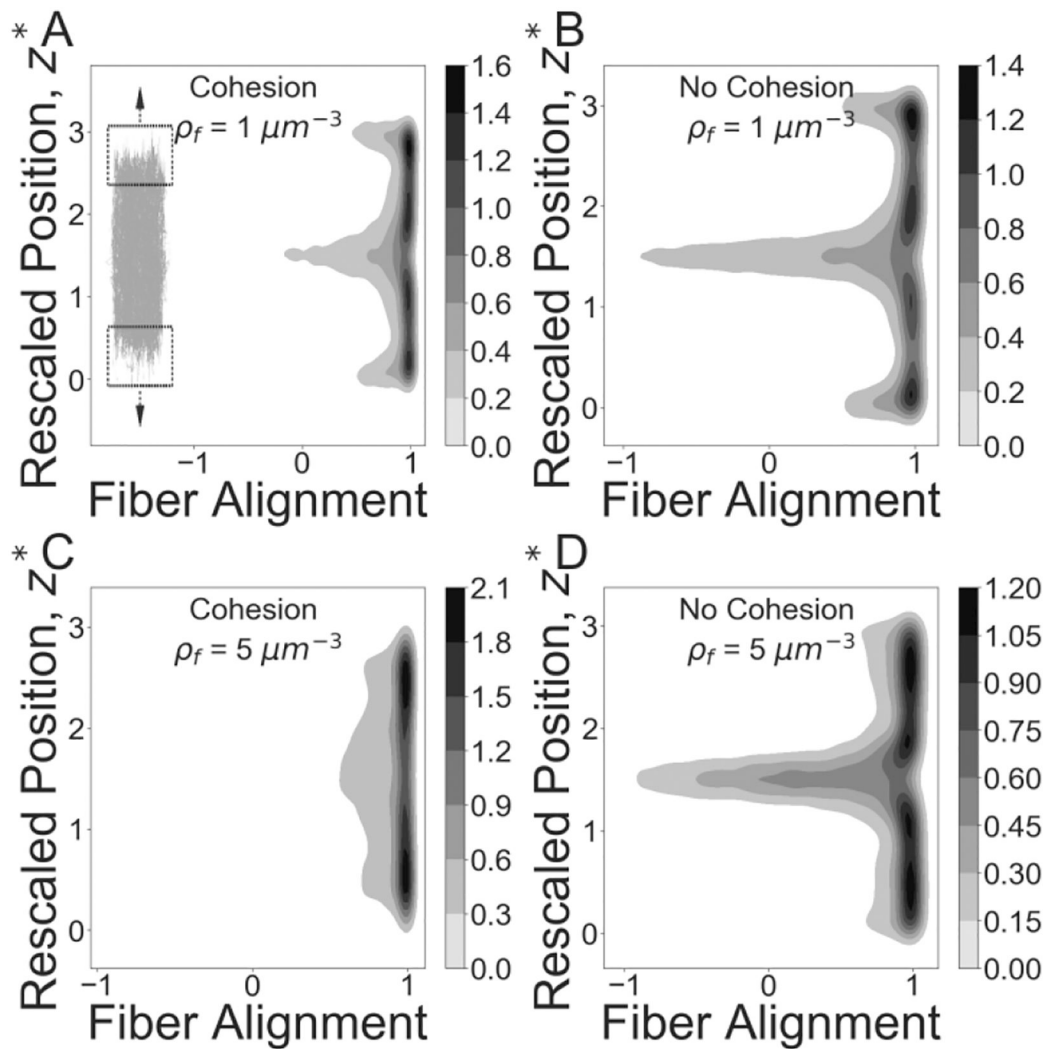 A
Cohesion
ρf = 1 μm⁻³
Rescaled Position, z*
3
2
1
0
−1 0 1
Fiber Alignment
1.6
1.4
1.2
1.0
0.8
0.6
0.4
0.2
0.0
B
No Cohesion
ρf = 1 μm⁻³
Rescaled Position, z*
3
2
1
0
−1 0 1
Fiber Alignment
1.4
1.2
1.0
0.8
0.6
0.4
0.2
0.0
C
Cohesion
ρf = 5 μm⁻³
Rescaled Position, z*
3
2
1
0
−1 0 1
Fiber Alignment
2.1
1.8
1.5
1.2
0.9
0.6
0.3
0.0
D
No Cohesion
ρf = 5 μm⁻³
Rescaled Position, z*
3
2
1
0
−1 0 1
Fiber Alignment
1.20
1.05
0.90
0.75
0.60
0.45
0.30
0.15
0.00